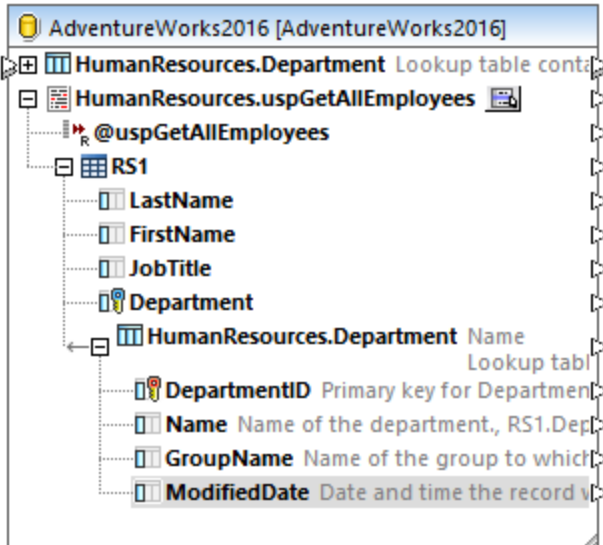 AdventureWorks2016 [AdventureWorks2016]
HumanResources.Department Lookup table conta
HumanResources.uspGetAllEmployees
R @uspGetAllEmployees
RS1
LastName
FirstName
JobTitle
Department
HumanResources.Department Name
Lookup tabl
DepartmentID Primary key for Departmen
Name Name of the department., RS1.Dep
GroupName Name of the group to which
ModifiedDate Date and time the record